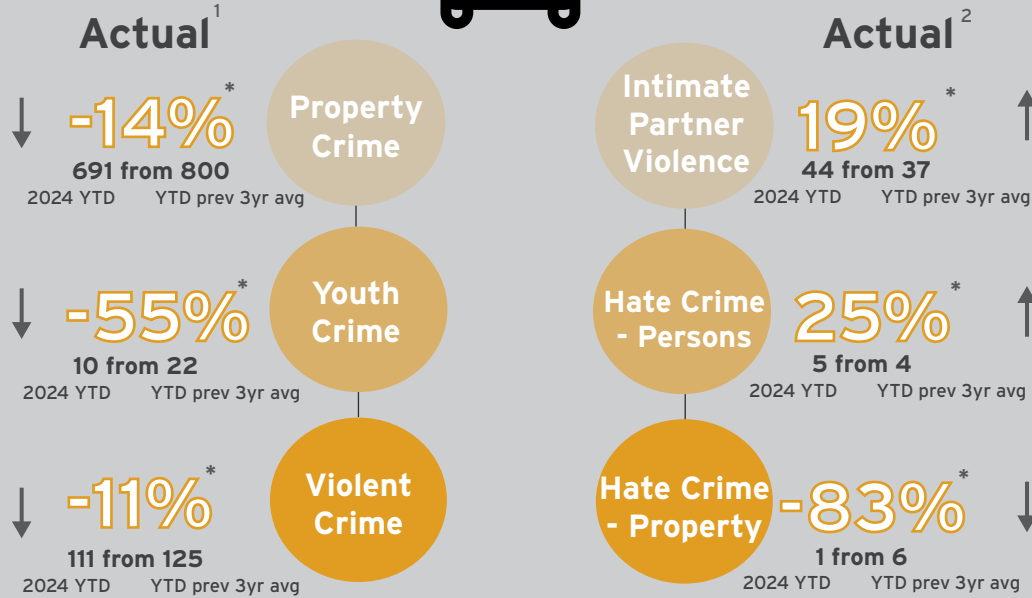 Actual 1
-14%*
691 from 800
2024 YTD YTD prev 3yr avg
Property
Crime
-55%*
10 from 22
2024 YTD YTD prev 3yr avg
Youth
Crime
-11%*
111 from 125
2024 YTD YTD prev 3yr avg
Violent
Crime
Actual 2
Intimate
Partner
Violence
19% *
44 from 37
2024 YTD YTD prev 3yr avg
Hate Crime
- Persons
25%*
5 from 4
2024 YTD YTD prev 3yr avg
Hate Crime
- Property
-83%*
1 from 6
2024 YTD YTD prev 3yr avg